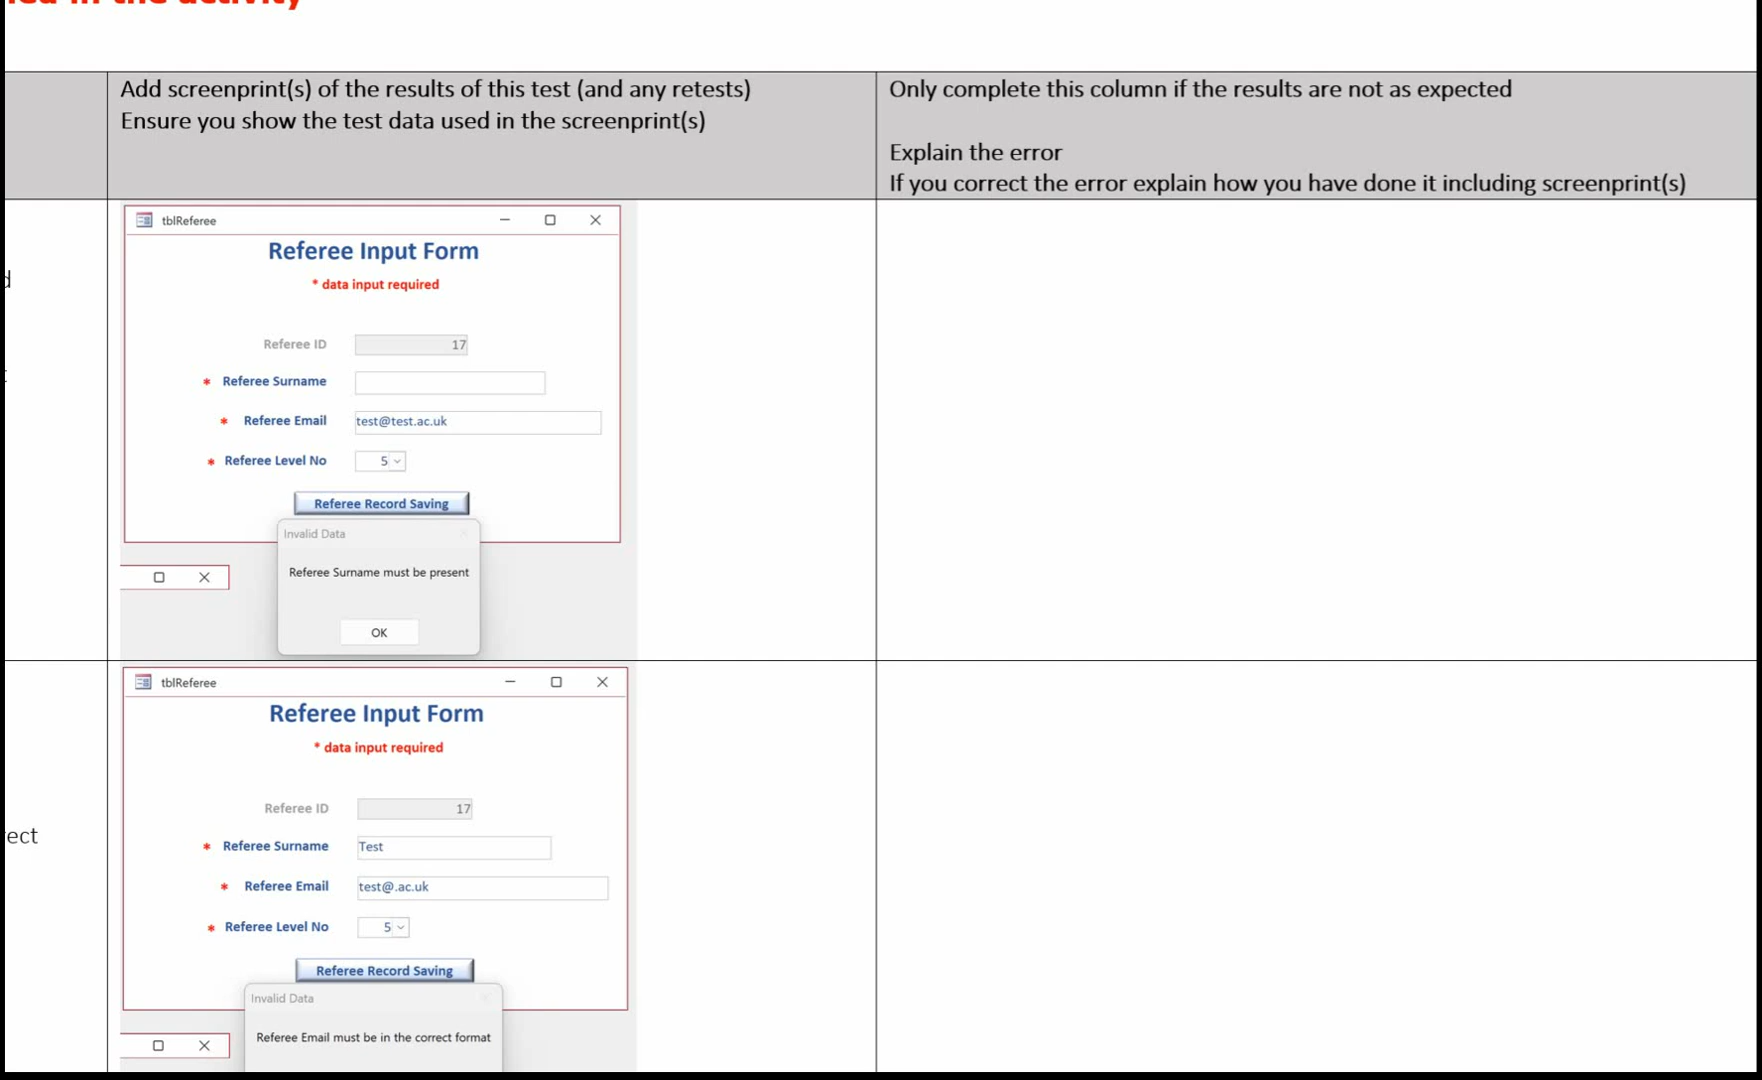 in the activity
Add screenprint(s) of the results of this test (and any retests)
Ensure you show the test data used in the screenprint(s)
Only complete this column if the results are not as expected
Explain the error
If you correct the error explain how you have done it including screenprint(s)
tblReferee
Referee Input Form
* data input required
Referee ID 17
* Referee Surname
* Referee Email test@test.ac.uk
* Referee Level No 5
Referee Record Saving
Invalid Data
Referee Surname must be present
OK
tblReferee
Referee Input Form
* data input required
Referee ID 17
* Referee Surname Test
* Referee Email test@.ac.uk
* Referee Level No 5
Referee Record Saving
Invalid Data
Referee Email must be in the correct format